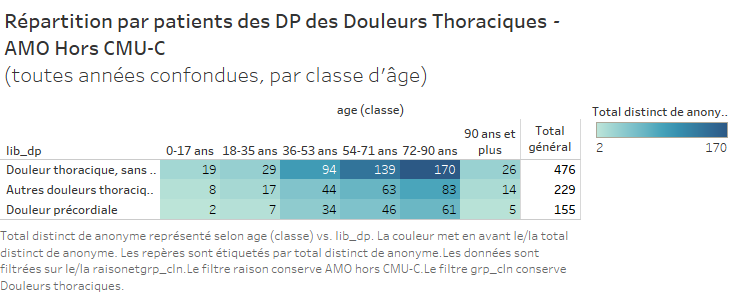 Répartition par patients des DP des Douleurs Thoraciques -
AMO Hors CMU-C
(toutes années confondues, par classe d'âge)
age (classe)
Total distinct de anony..
2 170
lib_dp 0-17 ans 18-35 ans 36-53 ans 54-71 ans 72-90 ans 90 ans et plus Total général
Douleur thoracique, sans .. 19 29 94 139 170 26 476
Autres douleurs thoraciq.. 8 17 44 63 83 14 229
Douleur précordiale 2 7 34 46 61 5 155
Total distinct de anonyme représenté selon age (classe) vs. lib_dp. La couleur met en avant le/la total
distinct de anonyme. Les repères sont étiquetés par total distinct de anonyme.Les données sont
filtrées sur le/la raisonetgrp_cln.Le filtre raison conserve AMO hors CMU-C.Le filtre grp_cln conserve
Douleurs thoraciques.